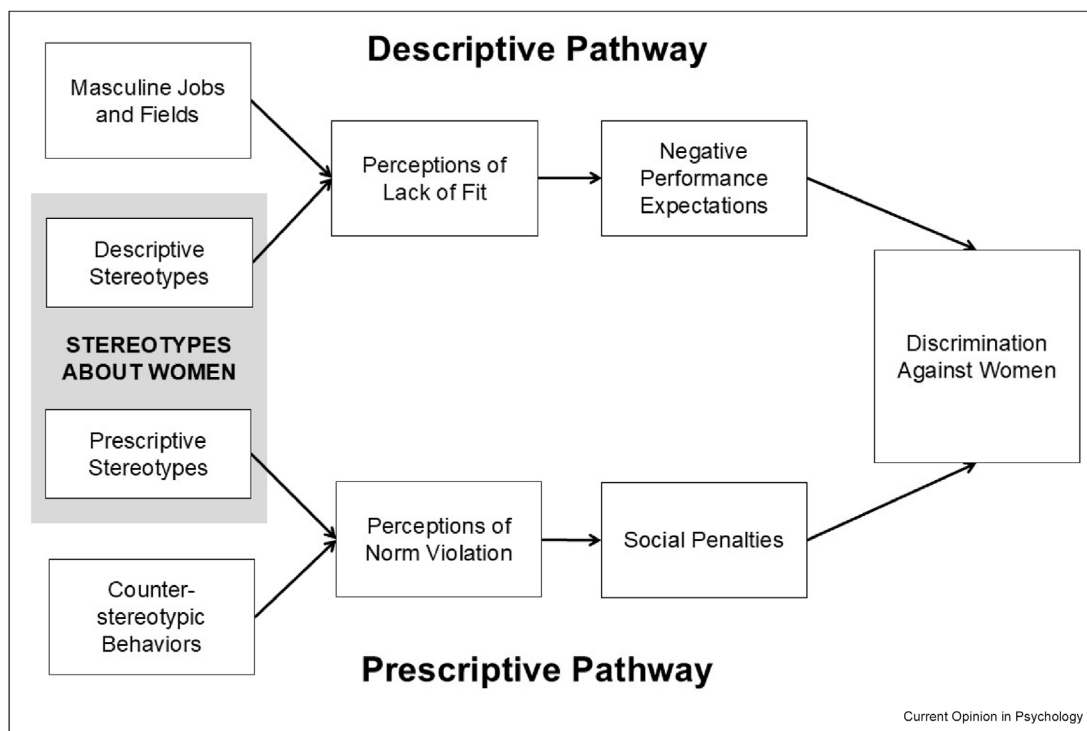 Descriptive Pathway
Masculine Jobs
and Fields
Perceptions of
Lack of Fit
Negative
Performance
Expectations
Descriptive
Stereotypes
STEREOTYPES
ABOUT WOMEN
Discrimination
Against Women
Prescriptive
Stereotypes
Perceptions of
Norm Violation
Social Penalties
Counter-
stereotypic
Behaviors
Prescriptive Pathway
Current Opinion in Psychology